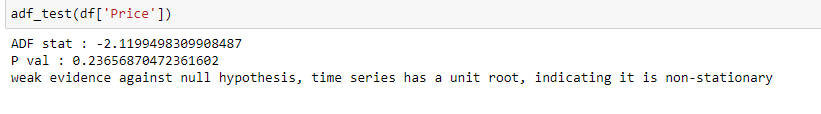 adf_test(df['Price'])
ADF stat : -2.1199498309908487
P val : 0.23656870472361602
weak evidence against null hypothesis, time series has a unit root, indicating it is non-stationary